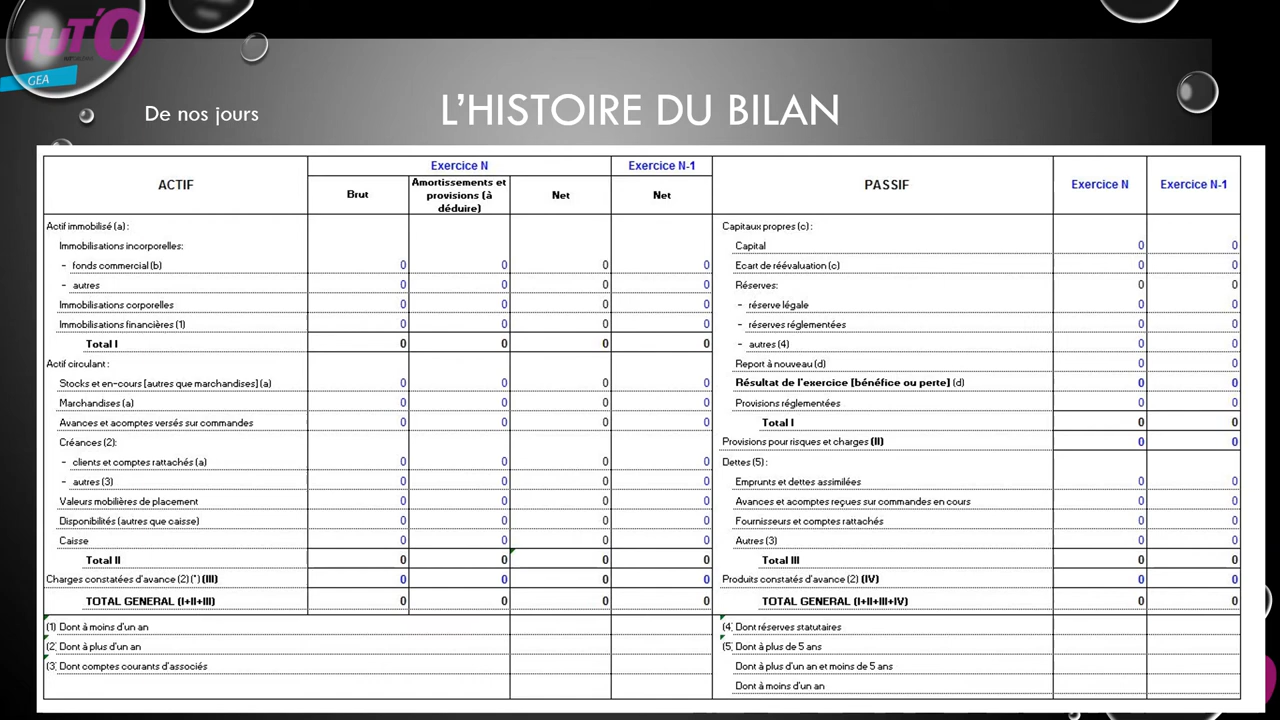 iUT'O
GEA
De nos jours
L'HISTOIRE DU BILAN
ACTIF
Exercice N
Exercice N-1
PASSIF
Exercice N
Exercice N-1
Brut
Amortissements et provisions (à déduire)
Net
Net
Actif immobilisé (a) :
Capitaux propres (c) :
Immobilisations incorporelles:
Capital 0 0
- fonds commercial (b) 0 0 0 0
Ecart de réévaluation (c) 0 0
- autres 0 0 0 0
Réserves: 0 0
Immobilisations corporelles 0 0 0 0
- réserve légale 0 0
Immobilisations financières (1) 0 0 0 0
- réserves réglementées 0 0
Total I 0 0 0 0
- autres (4) 0 0
Actif circulant :
Report à nouveau (d) 0 0
Stocks et en-cours [autres que marchandises] (a) 0 0 0 0
Résultat de l'exercice [bénéfice ou perte] (d) 0 0
Marchandises (a) 0 0 0 0
Provisions réglementées 0 0
Avances et acomptes versés sur commandes 0 0 0 0
Total I 0 0
Créances (2):
Provisions pour risques et charges (II) 0 0
- clients et comptes rattachés (a) 0 0 0 0
Dettes (5) :
- autres (3) 0 0 0 0
Emprunts et dettes assimilées 0 0
Valeurs mobilières de placement 0 0 0 0
Avances et acomptes reçues sur commandes en cours 0 0
Disponibilités (autres que caisse) 0 0 0 0
Fournisseurs et comptes rattachés 0 0
Caisse 0 0 0 0
Autres (3) 0 0
Total II 0 0 0 0
Total III 0 0
Charges constatées d'avance (2) (*) (III) 0 0 0 0
Produits constatés d'avance (2) (IV) 0 0
TOTAL GENERAL (I+II+III) 0 0 0 0
TOTAL GENERAL (I+II+III+IV) 0 0
(1) Dont à moins d'un an
(4) Dont réserves statutaires
(2) Dont à plus d'un an
(5) Dont à plus de 5 ans
(3) Dont comptes courants d'associés
Dont à plus d'un an et moins de 5 ans
Dont à moins d'un an